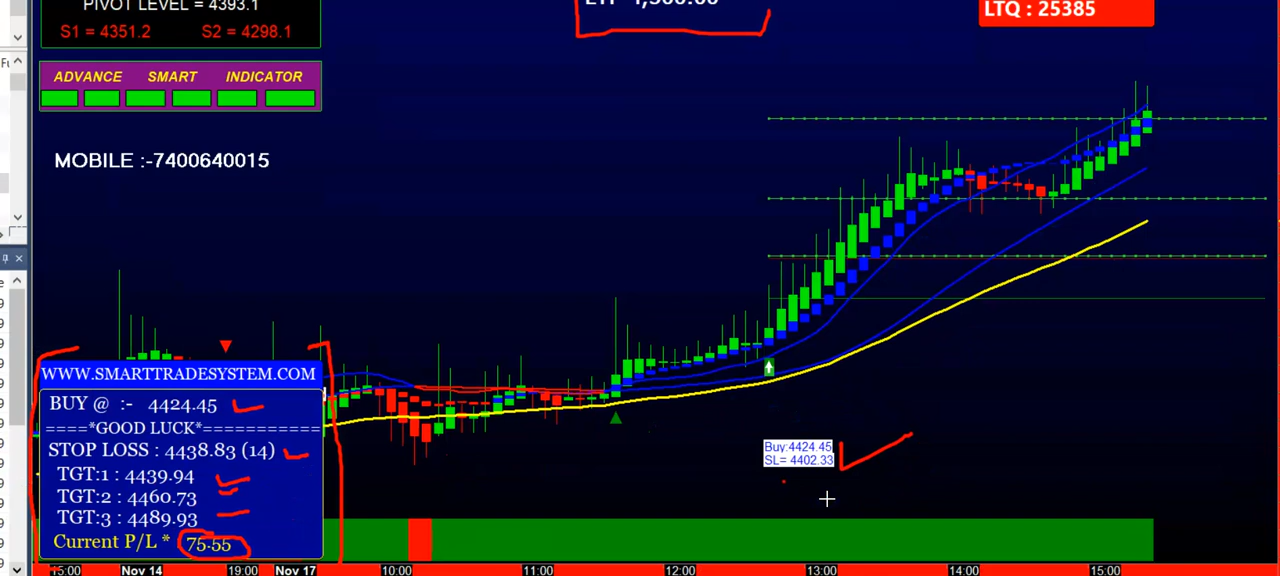 PIVOT LEVEL = 4393.1
S1 = 4351.2 S2 = 4298.1
LTQ : 25385
ADVANCE SMART INDICATOR
MOBILE :-7400640015
WWW.SMARTTRADESYSTEM.COM
BUY @ :- 4424.45
====*GOOD LUCK*===========
STOP LOSS : 4438.83 (14)
TGT:1 : 4439.94
TGT:2 : 4460.73
TGT:3 : 4489.93
Current P/L * 75.55
Buy:4424.45
SL= 4402.33
15:00 Nov 14 19:00 Nov 17 10:00 11:00 12:00 13:00 14:00 15:00